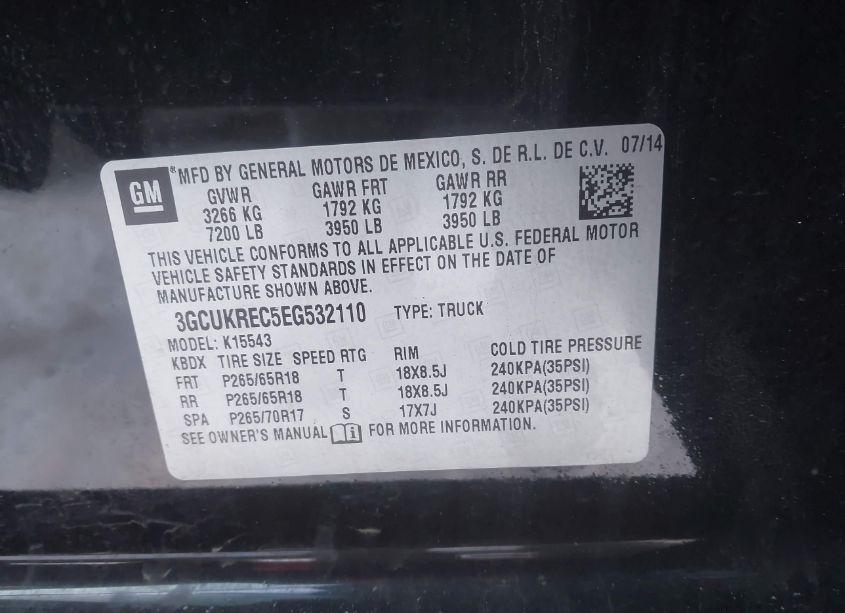 GM
® MFD BY GENERAL MOTORS DE MEXICO, S. DE R.L. DE C.V. 07/14
GVWR GAWR FRT GAWR RR
3266 KG 1792 KG 1792 KG
7200 LB 3950 LB 3950 LB
THIS VEHICLE CONFORMS TO ALL APPLICABLE U.S. FEDERAL MOTOR
VEHICLE SAFETY STANDARDS IN EFFECT ON THE DATE OF
MANUFACTURE SHOWN ABOVE.
3GCUKREC5EG532110 TYPE: TRUCK
MODEL: K15543
KBDX TIRE SIZE SPEED RTG RIM COLD TIRE PRESSURE
FRT P265/65R18 T 18X8.5J 240KPA(35PSI)
RR P265/65R18 T 18X8.5J 240KPA(35PSI)
SPA P265/70R17 S 17X7J 240KPA(35PSI)
SEE OWNER'S MANUAL FOR MORE INFORMATION.